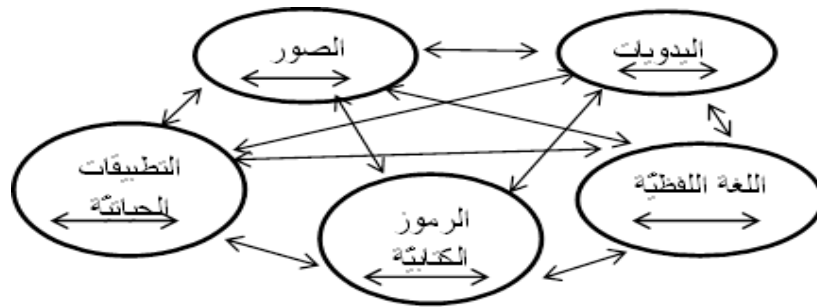 اليدويات
الصور
اللغة اللفظيّة
التطبيقات
الحياتيّة
الرموز
الكتابيّة